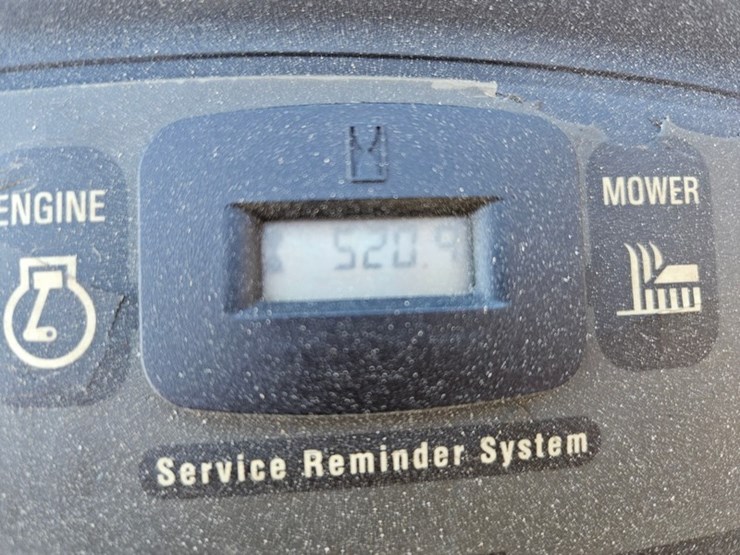 ENGINE
520.9
MOWER
Service Reminder System